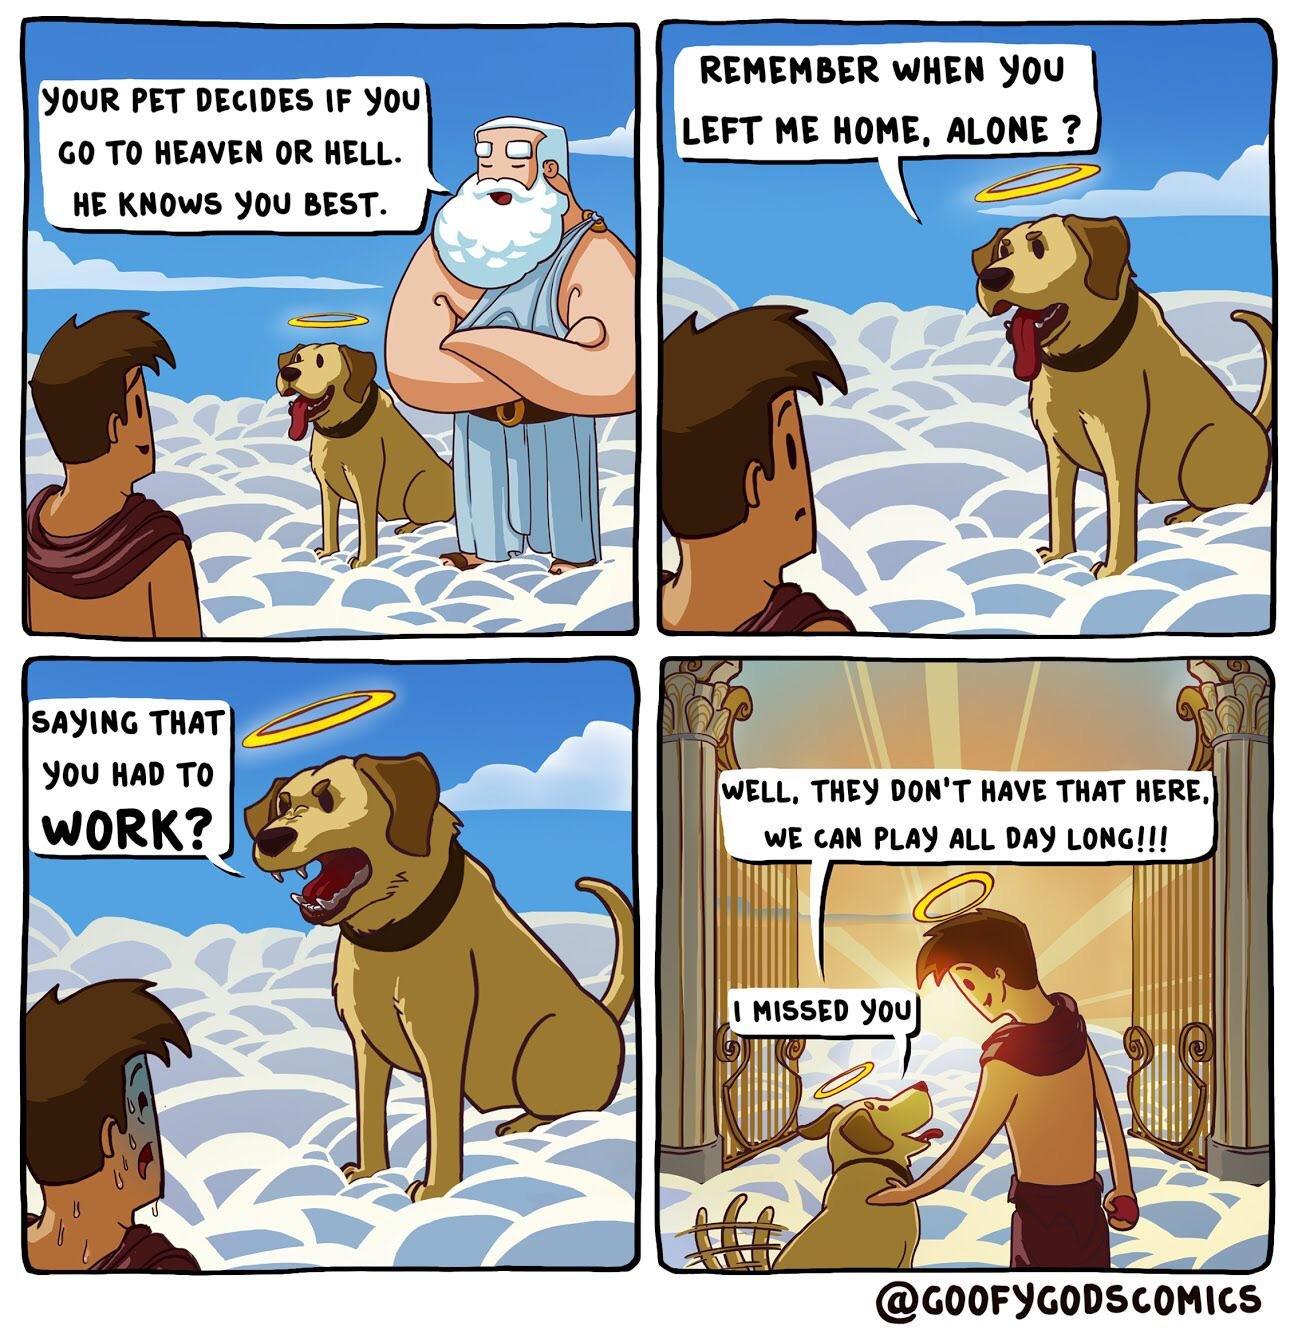 YOUR PET DECIDES IF YOU
GO TO HEAVEN OR HELL.
HE KNOWS YOU BEST.
REMEMBER WHEN YOU
LEFT ME HOME, ALONE ?
SAYING THAT
YOU HAD TO
WORK?
WELL, THEY DON'T HAVE THAT HERE,
WE CAN PLAY ALL DAY LONG!!!
I MISSED YOU
@GOOFYGODSCOMICS